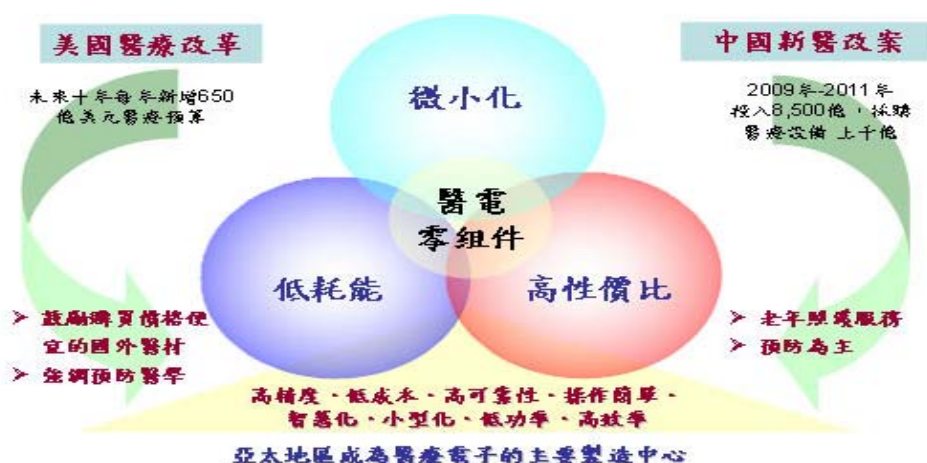 美國醫療改革
未來十年每年新增650
億美元醫療預算
中國新醫改案
2009年-2011年
投入8,500億，採購
醫療設備 上千億
微小化
醫電
零組件
低耗能
高性價比
➢ 鼓勵購買價格便
宜的國外醫材
➢ 強調預防醫學
➢ 老年照護服務
➢ 預防為主
高精度、低成本、高可靠性、操作簡單、
智慧化、小型化、低功率、高效率
亞太地區成為醫療電子的主要製造中心